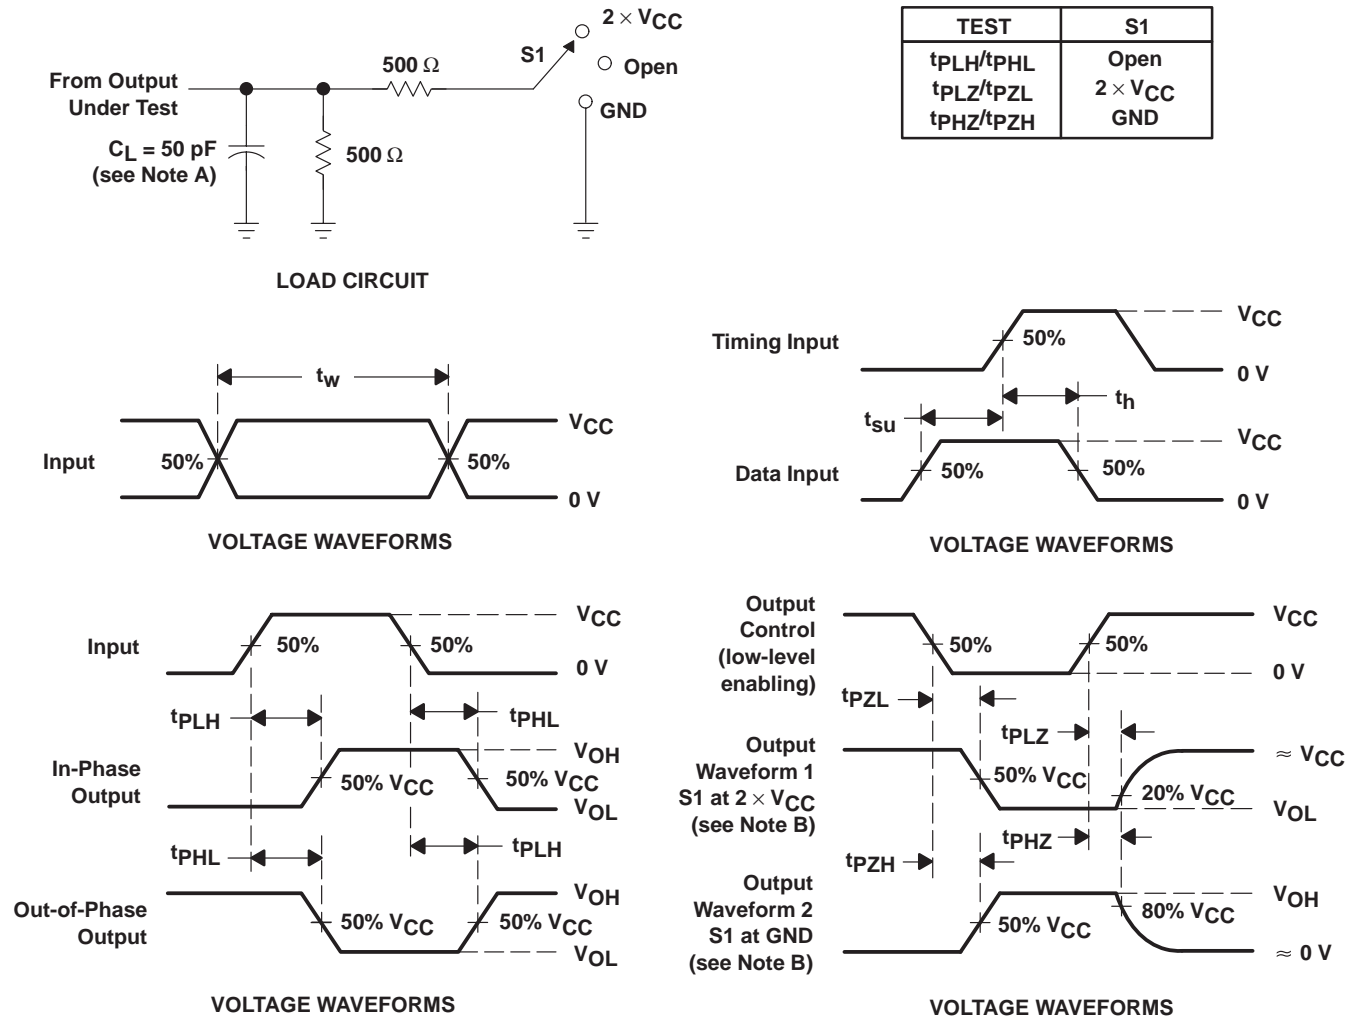 2 × VCC
S1
Open
500 Ω
From Output
Under Test
GND
CL = 50 pF
(see Note A)
500 Ω
LOAD CIRCUIT
TEST S1
tPLH/tPHL Open
tPLZ/tPZL 2 × VCC
tPHZ/tPZH GND
tw
VCC
Input 50% 50%
0 V
VOLTAGE WAVEFORMS
VCC
Timing Input 50%
0 V
th
tsu
VCC
Data Input 50% 50%
0 V
VOLTAGE WAVEFORMS
VCC
Input 50% 50%
0 V
tPLH tPHL
VOH
In-Phase
Output
50% VCC 50% VCC
VOL
tPHL tPLH
VOH
Out-of-Phase
Output
50% VCC 50% VCC
VOL
VOLTAGE WAVEFORMS
Output
Control
(low-level
enabling)
VCC
50% 50%
0 V
tPZL
tPLZ
Output
Waveform 1
S1 at 2 × VCC
(see Note B)
≈ VCC
50% VCC 20% VCC
VOL
tPHZ
tPZH
Output
Waveform 2
S1 at GND
(see Note B)
VOH
50% VCC 80% VCC
≈ 0 V
VOLTAGE WAVEFORMS